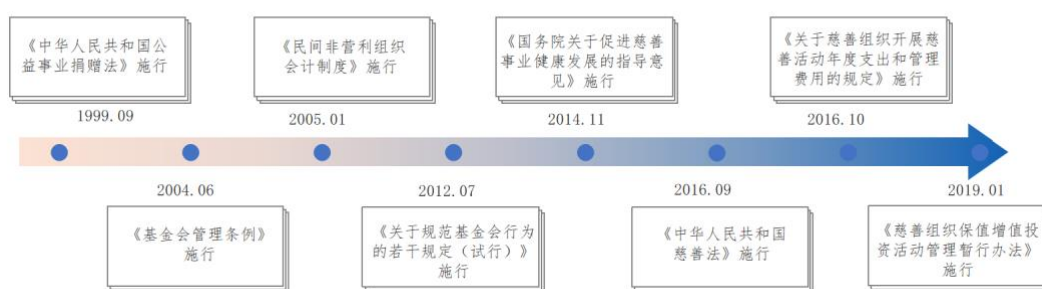 《中华人民共和国公
益事业捐赠法》施行
《民间非营利组织
会计制度》施行
《国务院关于促进慈善
事业健康发展的指导意
见》施行
《关于慈善组织开展慈
善活动年度支出和管理
费用的规定》施行
1999.09
2005.01
2014.11
2016.10
2004.06
2012.07
2016.09
2019.01
《基金会管理条例》
施行
《关于规范基金会行为
的若干规定（试行）》
施行
《中华人民共和国
慈善法》施行
《慈善组织保值增值投
资活动管理暂行办法》
施行